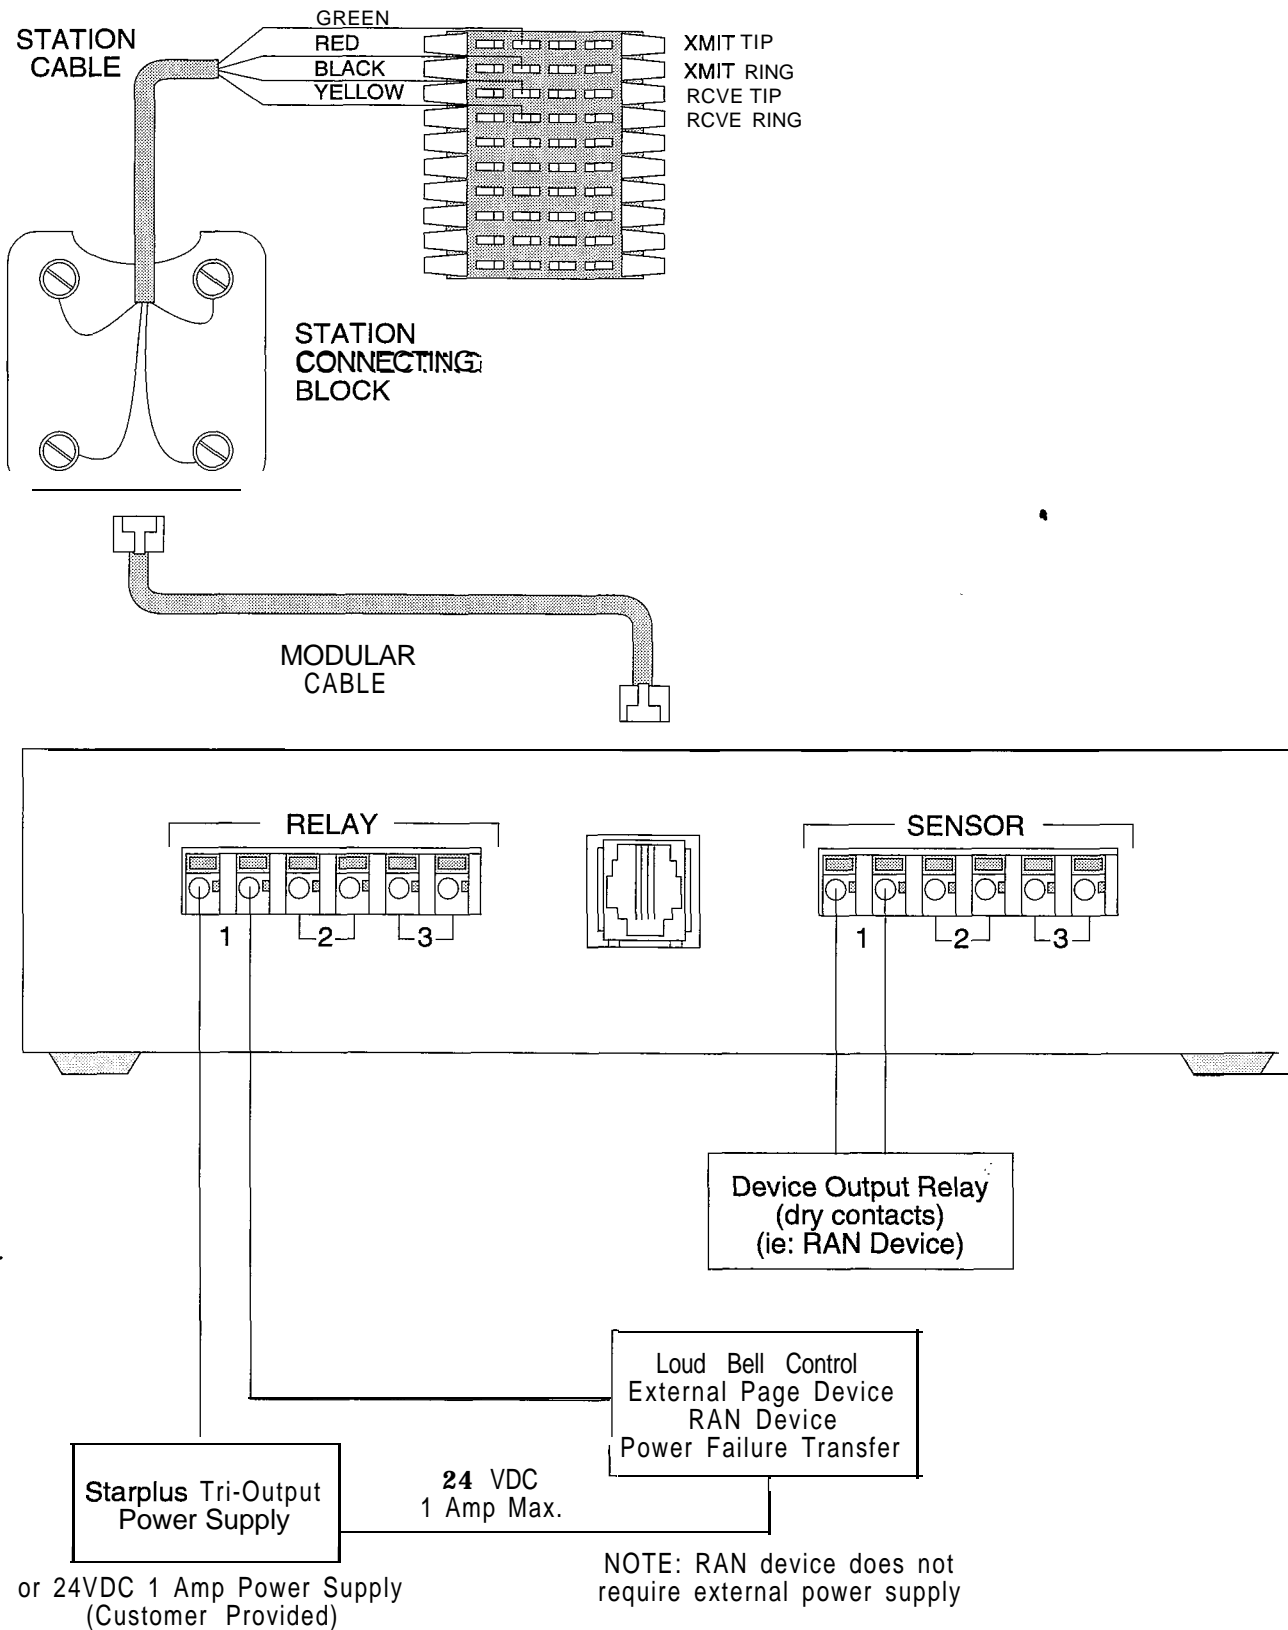 STATION
CABLE
GREEN
RED
BLACK
YELLOW
XMIT TIP
XMIT RING
RCVE TIP
RCVE RING
STATION
CONNECTING
BLOCK
MODULAR
CABLE
RELAY
SENSOR
1
2
3
1
2
3
Device Output Relay
(dry contacts)
(ie: RAN Device)
Loud Bell Control
External Page Device
RAN Device
Power Failure Transfer
Starplus Tri-Output
Power Supply
24 VDC
1 Amp Max.
or 24VDC 1 Amp Power Supply
(Customer Provided)
NOTE: RAN device does not
require external power supply